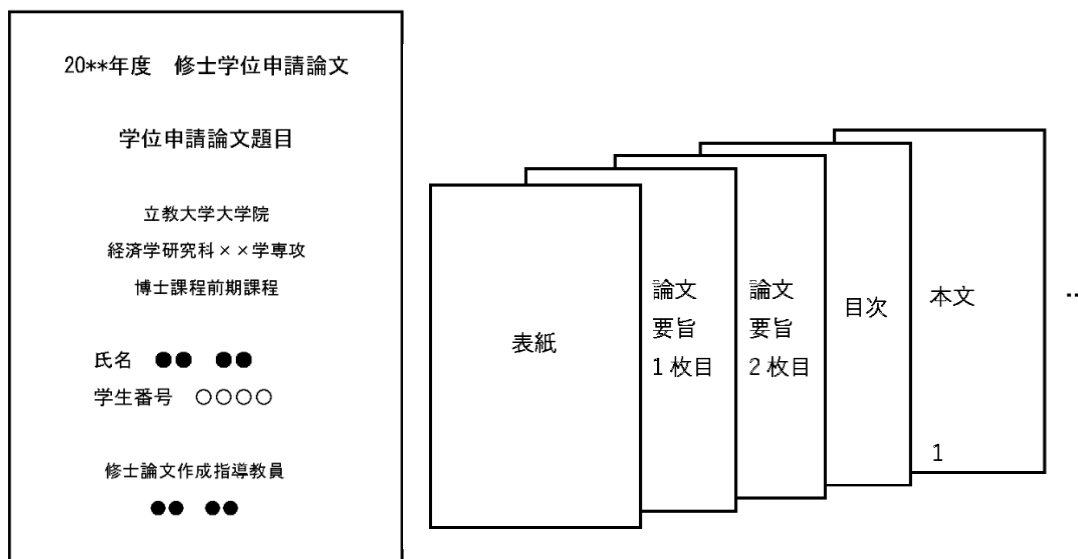 20**年度　修士学位申請論文
学位申請論文題目
立教大学大学院
経済学研究科××学専攻
博士課程前期課程
氏名　●●　●●
学生番号　○○○○
修士論文作成指導教員
●●　●●
表紙
論文
要旨
1枚目
論文
要旨
2枚目
目次
本文
1
..